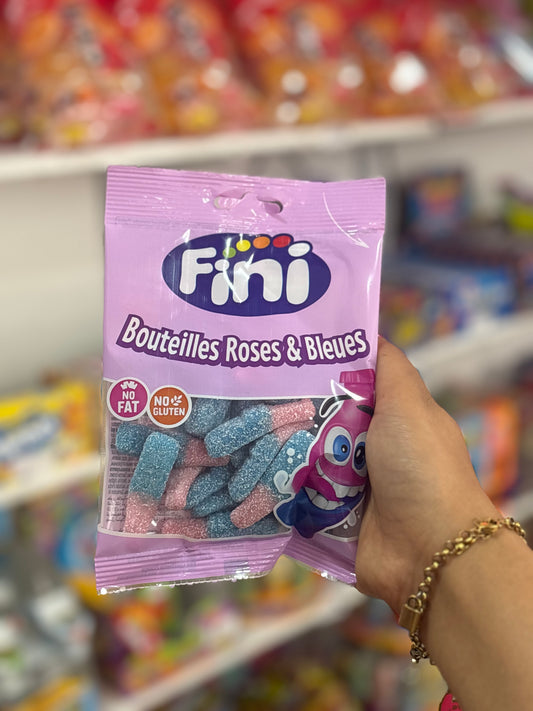 Fini
Bouteilles Roses & Bleues
NO
FAT
NO
GLUTEN